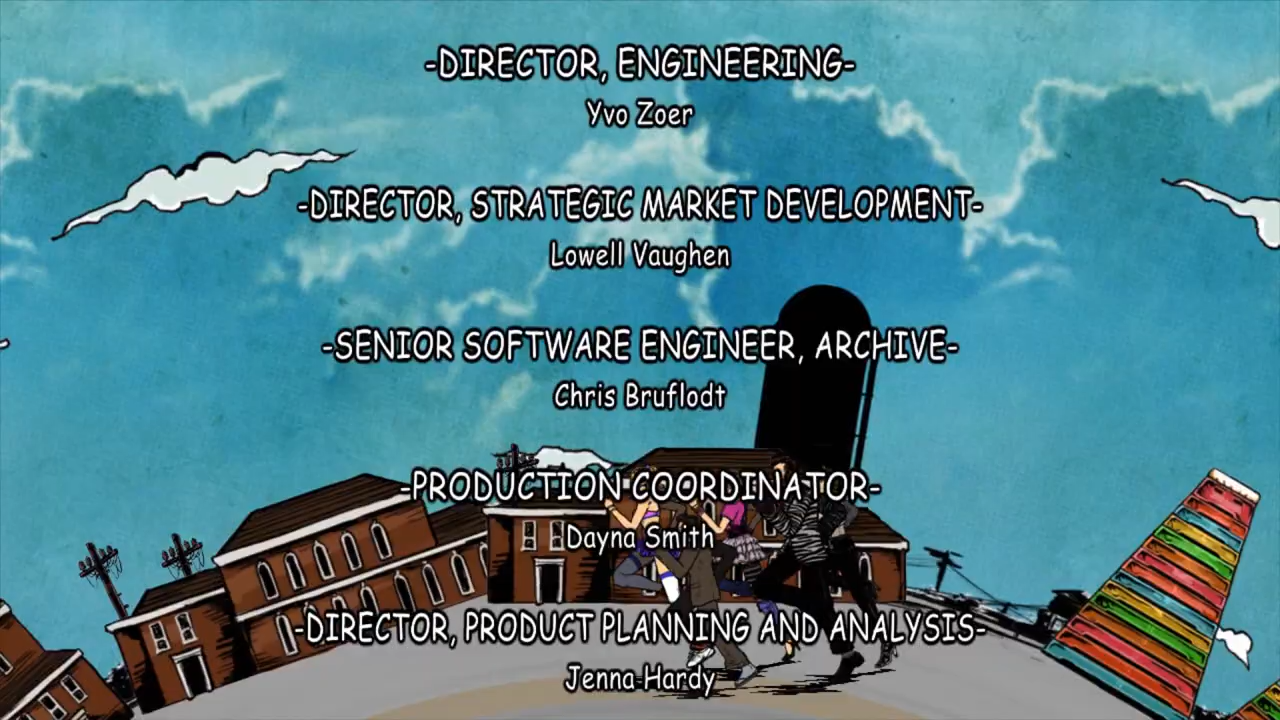 -DIRECTOR, ENGINEERING-
Yvo Zoer
-DIRECTOR, STRATEGIC MARKET DEVELOPMENT-
Lowell Vaughen
-SENIOR SOFTWARE ENGINEER, ARCHIVE-
Chris Bruflodt
-PRODUCTION COORDINATOR-
Dayna Smith
-DIRECTOR, PRODUCT PLANNING AND ANALYSIS-
Jenna Hardy